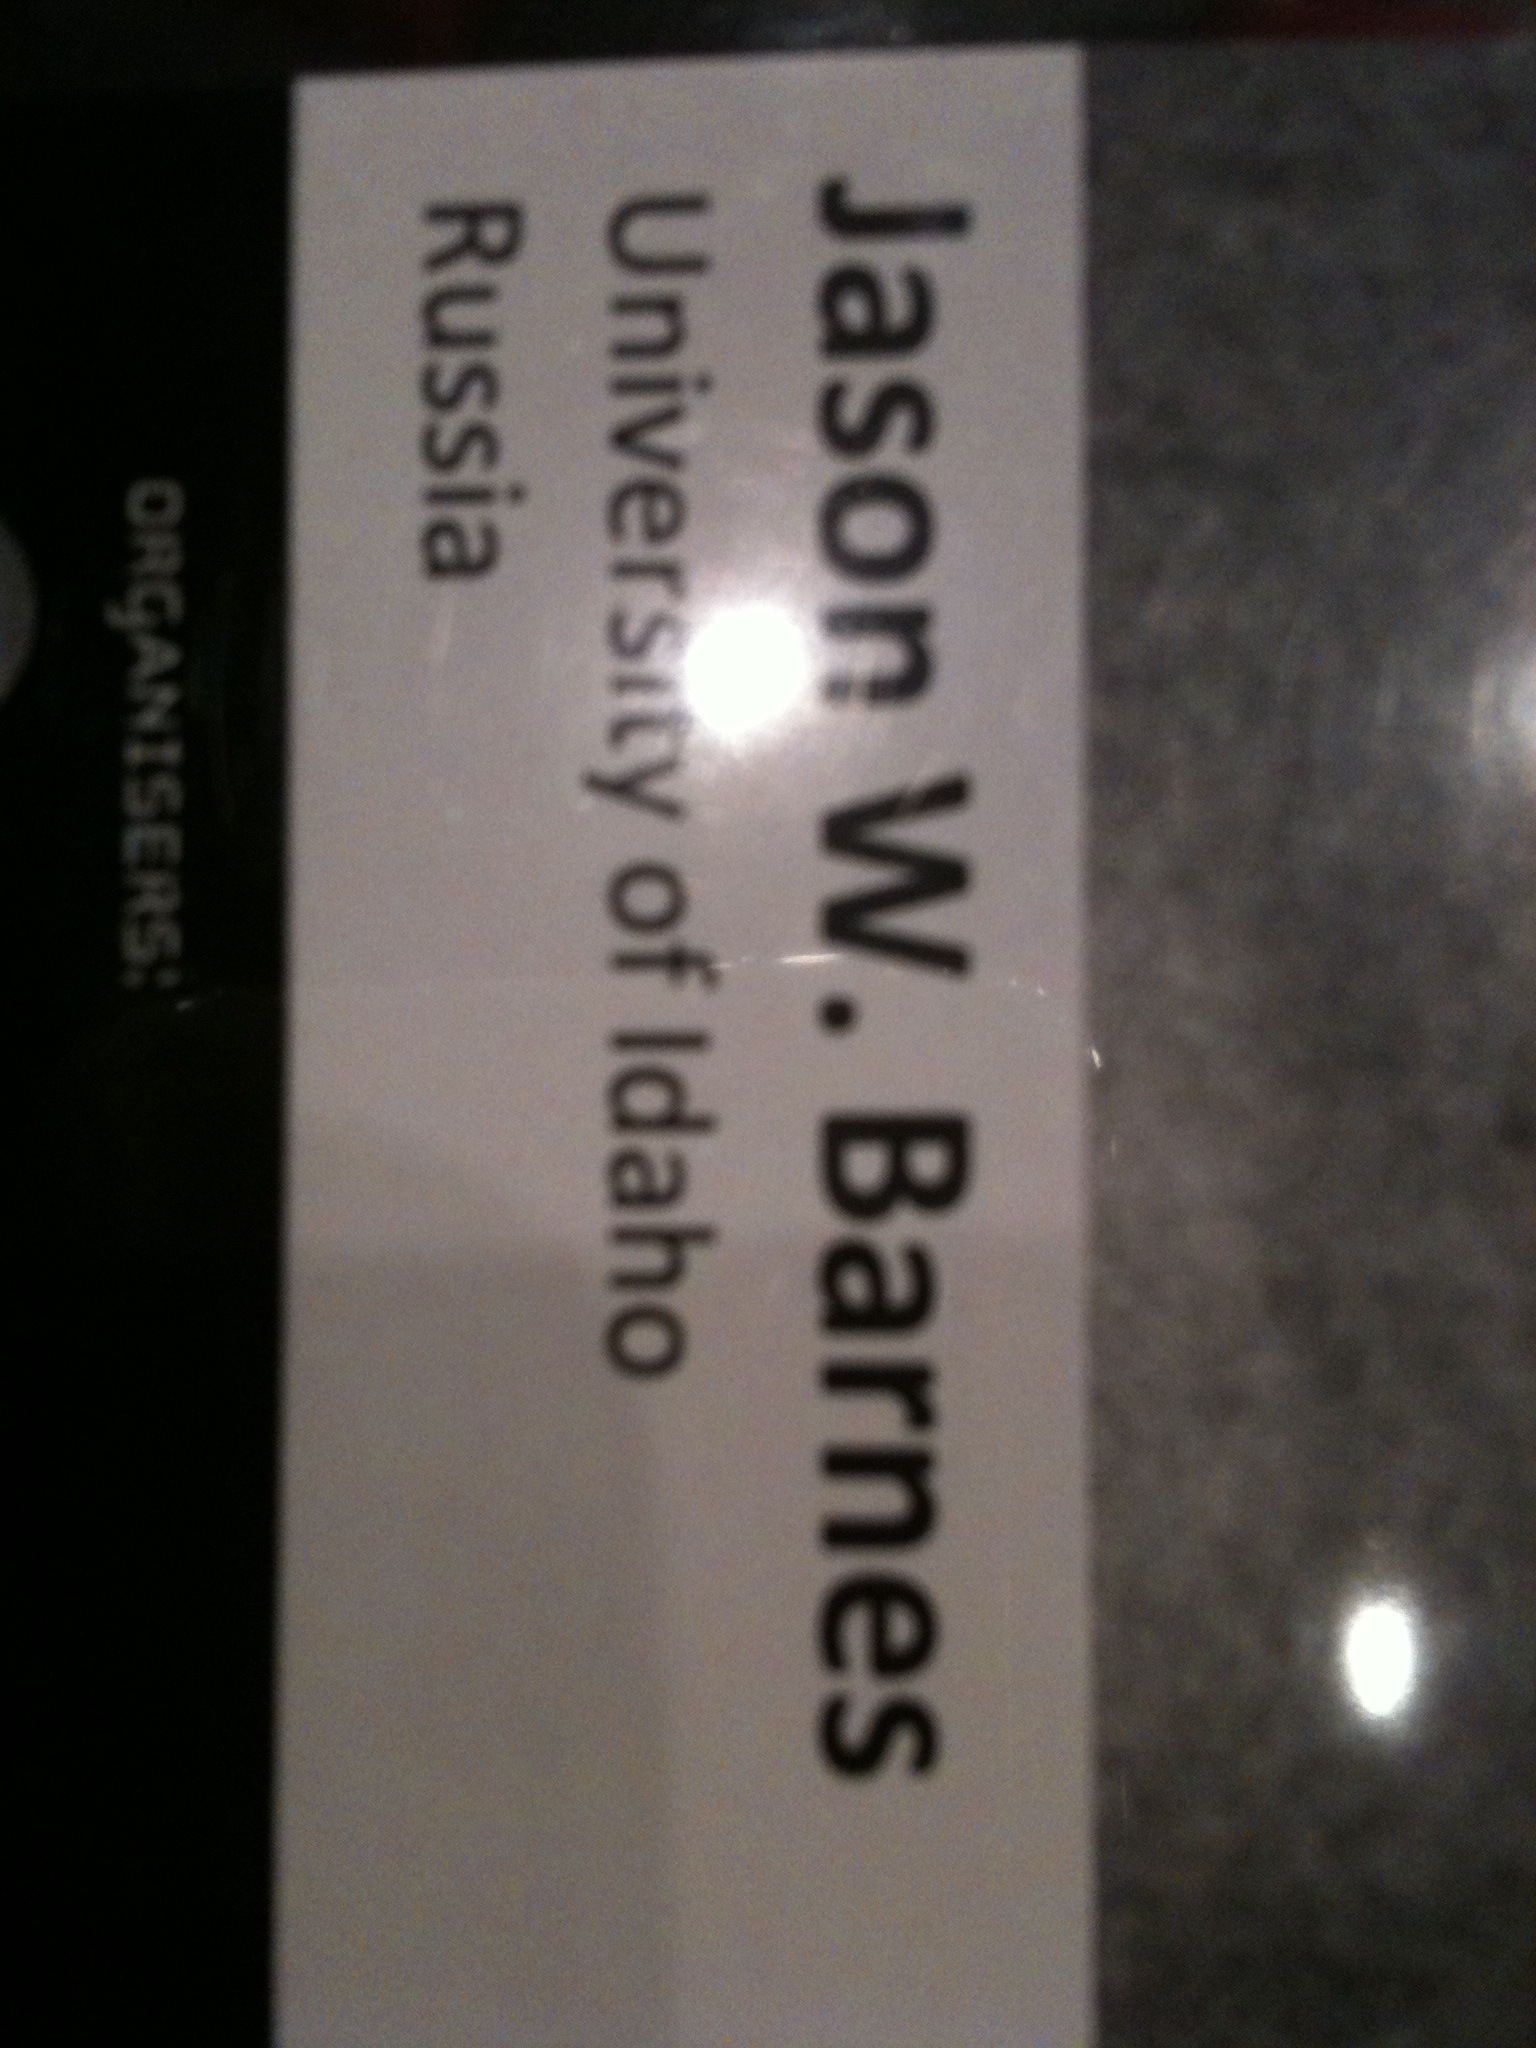 Jason W. Barnes
University of Idaho
Russia
ORGANISERS: